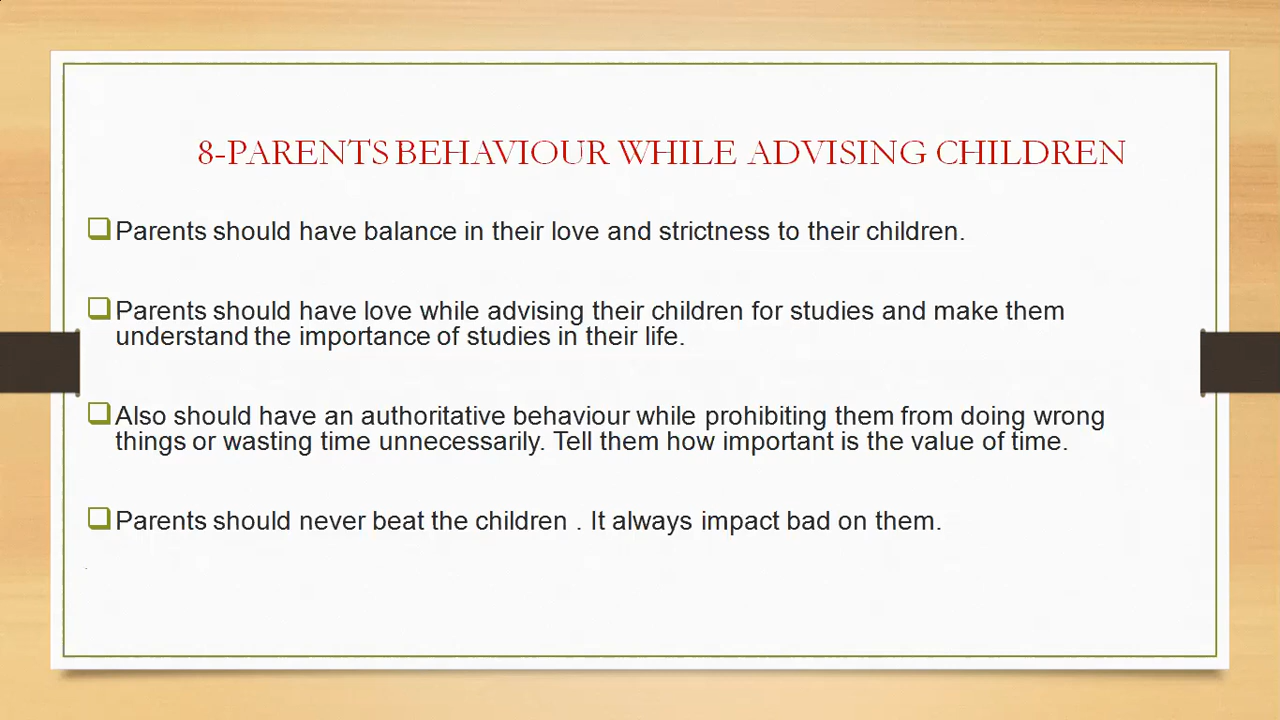 8-PARENTS BEHAVIOUR WHILE ADVISING CHILDREN
Parents should have balance in their love and strictness to their children.
Parents should have love while advising their children for studies and make them
understand the importance of studies in their life.
Also should have an authoritative behaviour while prohibiting them from doing wrong
things or wasting time unnecessarily. Tell them how important is the value of time.
Parents should never beat the children . It always impact bad on them.